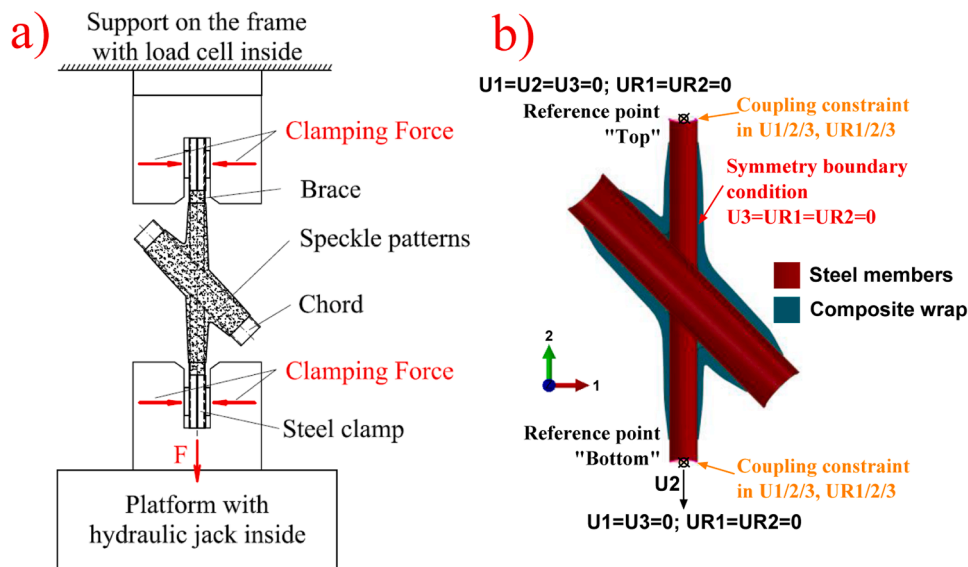 a)
Support on the frame
with load cell inside
Clamping Force
Brace
Speckle patterns
Chord
Clamping Force
Steel clamp
F
Platform with
hydraulic jack inside
b)
U1=U2=U3=0; UR1=UR2=0
Reference point
"Top"
Coupling constraint
in U1/2/3, UR1/2/3
Symmetry boundary
condition
U3=UR1=UR2=0
Steel members
Composite wrap
2
1
Reference point
"Bottom"
Coupling constraint
in U1/2/3, UR1/2/3
U2
U1=U3=0; UR1=UR2=0